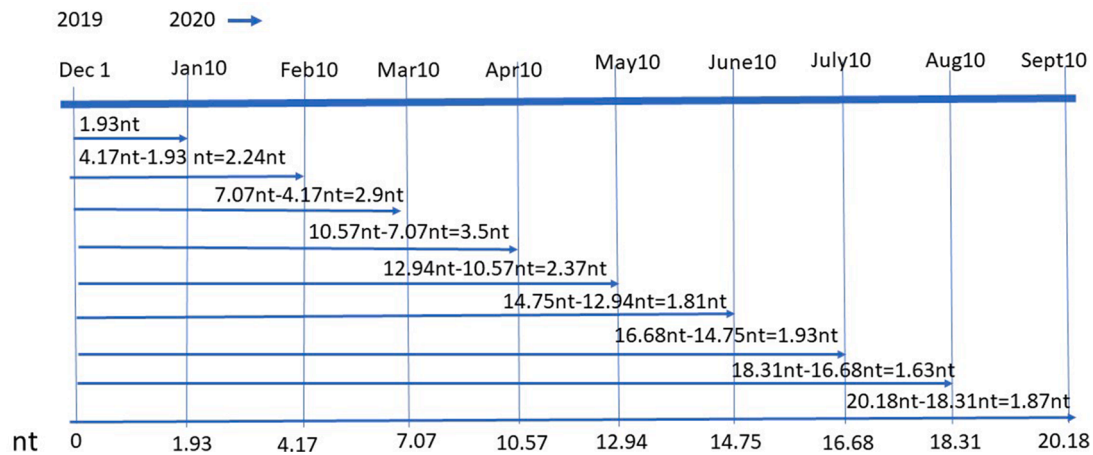 2019 2020
Dec 1 Jan10 Feb10 Mar10 Apr10 May10 June10 July10 Aug10 Sept10
1.93nt
4.17nt-1.93 nt=2.24nt
7.07nt-4.17nt=2.9nt
10.57nt-7.07nt=3.5nt
12.94nt-10.57nt=2.37nt
14.75nt-12.94nt=1.81nt
16.68nt-14.75nt=1.93nt
18.31nt-16.68nt=1.63nt
20.18nt-18.31nt=1.87nt
nt 0 1.93 4.17 7.07 10.57 12.94 14.75 16.68 18.31 20.18